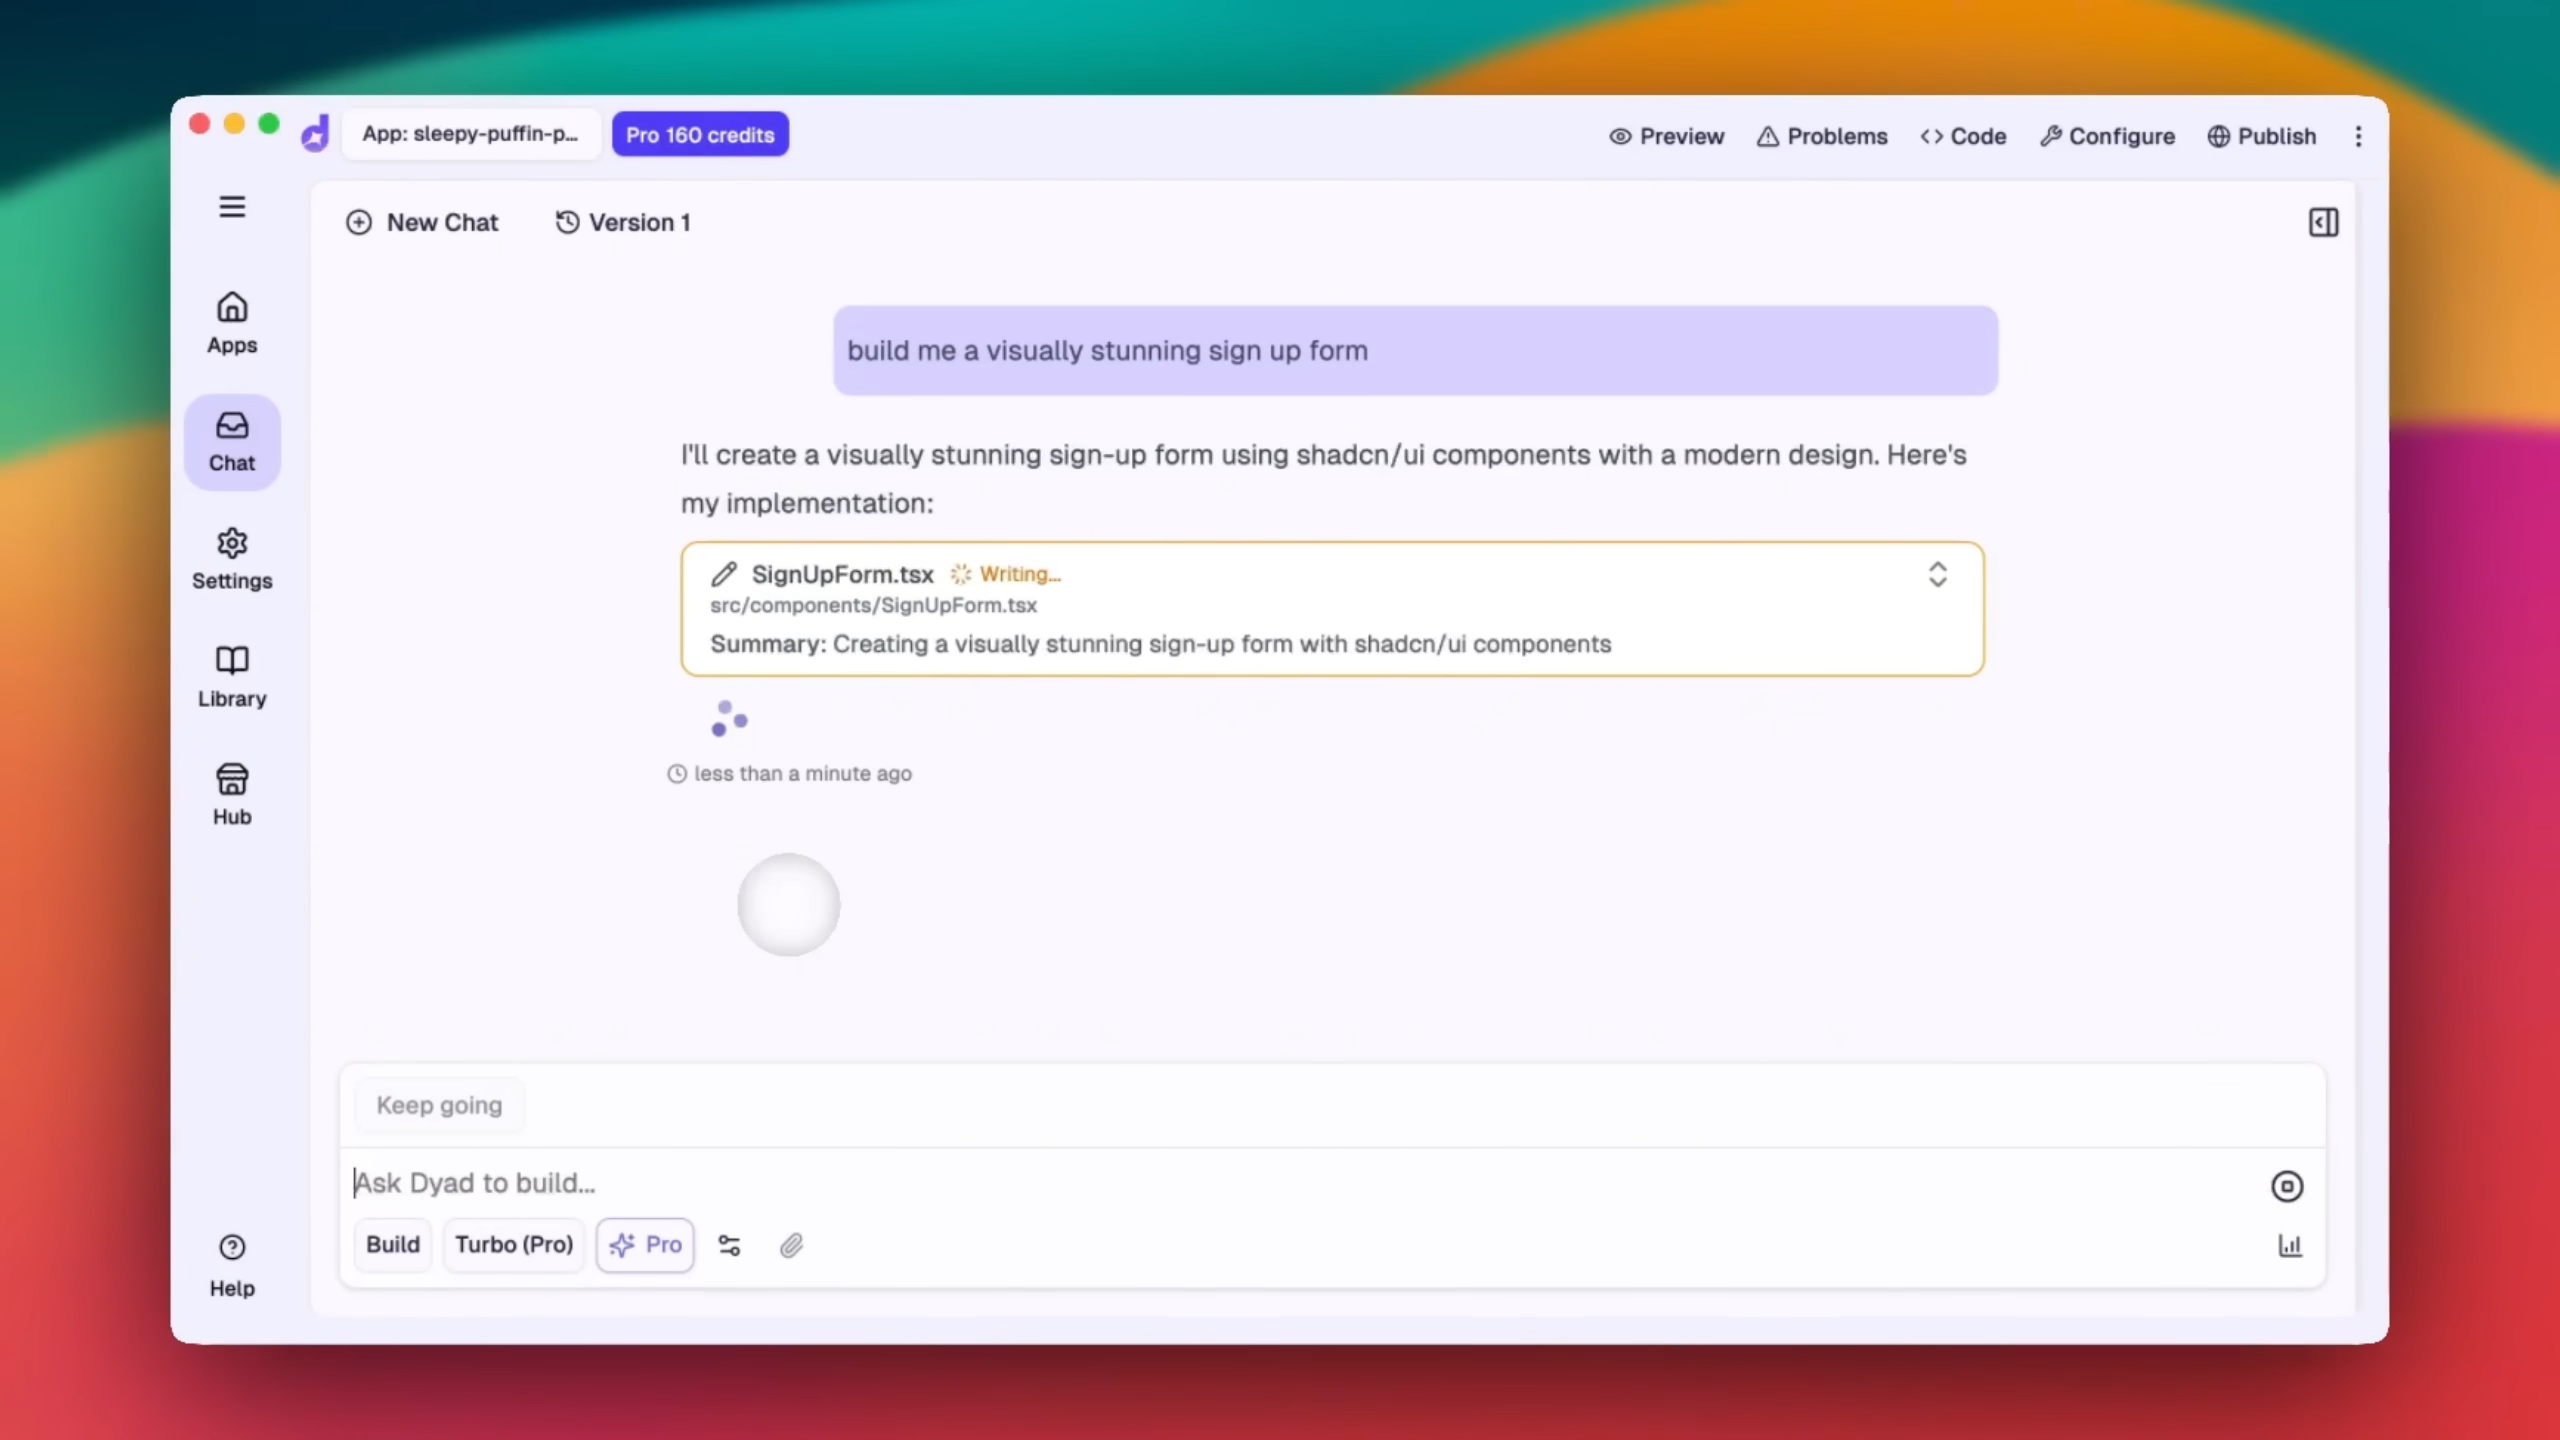 App: sleepy-puffin-p...
Pro 160 credits
Preview
Problems
Code
Configure
Publish
New Chat
Version 1
Apps
Chat
Settings
Library
Hub
Help
build me a visually stunning sign up form
I'll create a visually stunning sign-up form using shadcn/ui components with a modern design. Here's
my implementation:
SignUpForm.tsx Writing...
src/components/SignUpForm.tsx
Summary: Creating a visually stunning sign-up form with shadcn/ui components
less than a minute ago
Keep going
Ask Dyad to build...
Build
Turbo (Pro)
Pro